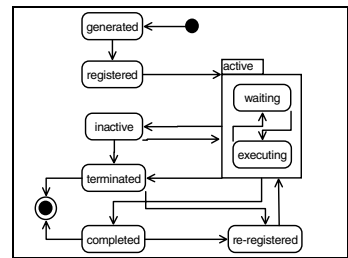 generated
registered
active
waiting
inactive
executing
terminated
completed
re-registered